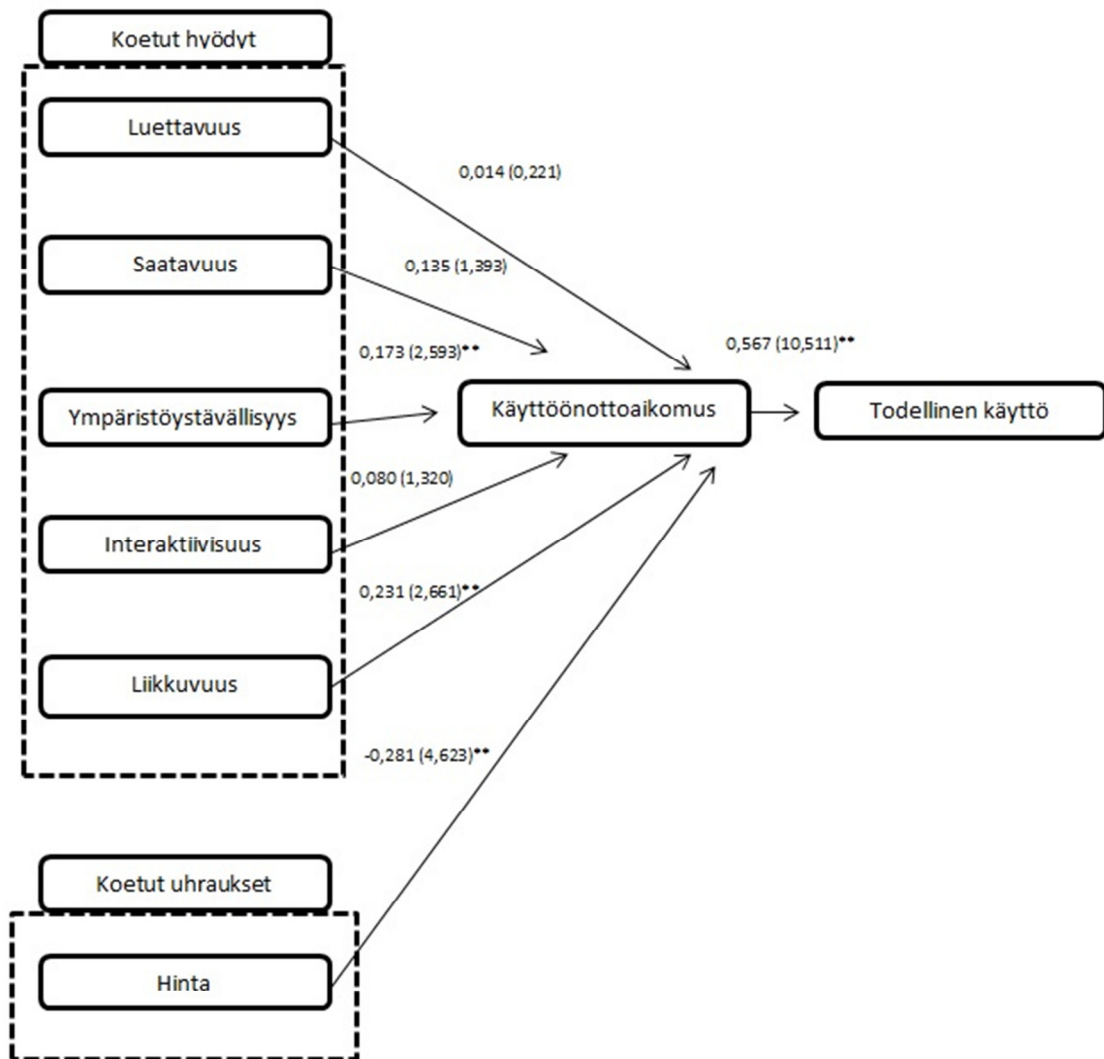 Koetut hyödyt
Luettavuus
0,014 (0,221)
Saatavuus
0,135 (1,393)
0,173 (2,593)**
0,567 (10,511)**
Ympäristöystävällisyys
Käyttöönottoaikomus
Todellinen käyttö
0,080 (1,320)
Interaktiivisuus
0,231 (2,661)**
Liikkuvuus
-0,281 (4,623)**
Koetut uhraukset
Hinta